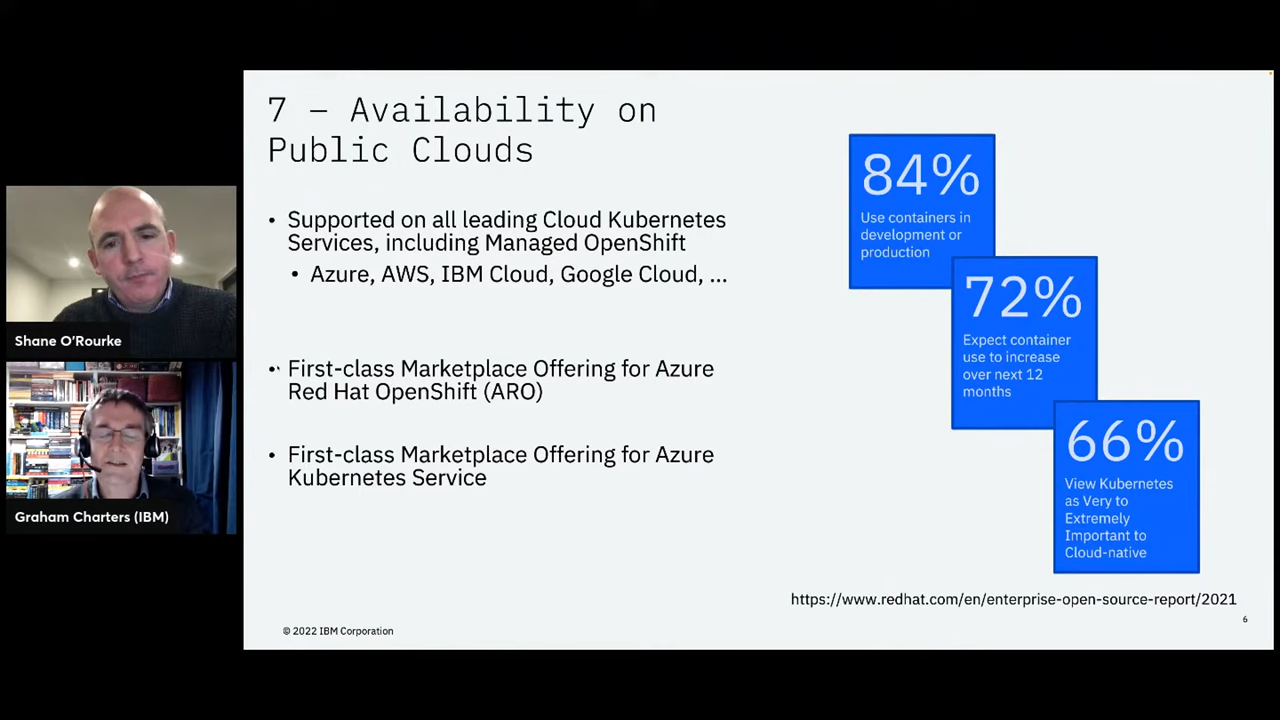 7 – Availability on
Public Clouds
• Supported on all leading Cloud Kubernetes
Services, including Managed OpenShift
• Azure, AWS, IBM Cloud, Google Cloud, ...
• First-class Marketplace Offering for Azure
Red Hat OpenShift (ARO)
• First-class Marketplace Offering for Azure
Kubernetes Service
84%
Use containers in
development or
production
72%
Expect container
use to increase
over next 12
months
66%
View Kubernetes
as Very to
Extremely
Important to
Cloud-native
https://www.redhat.com/en/enterprise-open-source-report/2021
6
© 2022 IBM Corporation
Shane O’Rourke
Graham Charters (IBM)